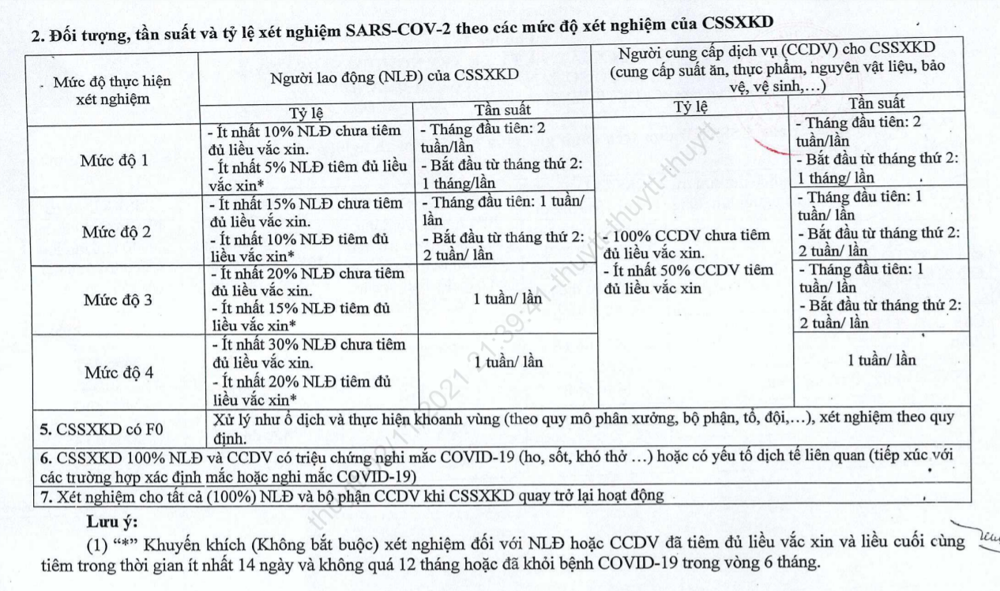 2. Đối tượng, tần suất và tỷ lệ xét nghiệm SARS-COV-2 theo các mức độ xét nghiệm của CSSXKD
Mức độ thực hiện
xét nghiệm
Người lao động (NLĐ) của CSSXKD
Người cung cấp dịch vụ (CCDV) cho CSSXKD
(cung cấp suất ăn, thực phẩm, nguyên vật liệu, bảo
vệ, vệ sinh,…)
Tỷ lệ
Tần suất
Tỷ lệ
Tần suất
Mức độ 1
- Ít nhất 10% NLĐ chưa tiêm
đủ liều vắc xin.
- Ít nhất 5% NLĐ tiêm đủ liều
vắc xin*
- Tháng đầu tiên: 2
tuần/lần
- Bắt đầu từ tháng thứ 2:
1 tháng/lần
- Tháng đầu tiên: 2
tuần/lần
- Bắt đầu từ tháng thứ 2:
1 tháng/ lần
Mức độ 2
- Ít nhất 15% NLĐ chưa tiêm
đủ liều vắc xin.
- Ít nhất 10% NLĐ tiêm đủ
liều vắc xin*
- Tháng đầu tiên: 1 tuần/
lần
- Bắt đầu từ tháng thứ 2:
2 tuần/ lần
- 100% CCDV chưa tiêm
đủ liều vắc xin.
- Ít nhất 50% CCDV tiêm
đủ liều vắc xin
- Tháng đầu tiên: 1
tuần/ lần
- Bắt đầu từ tháng thứ 2:
2 tuần/ lần
Mức độ 3
- Ít nhất 20% NLĐ chưa tiêm
đủ liều vắc xin.
- Ít nhất 15% NLĐ tiêm đủ
liều vắc xin*
1 tuần/ lần
- Tháng đầu tiên: 1
tuần/ lần
- Bắt đầu từ tháng thứ 2:
2 tuần/ lần
Mức độ 4
- Ít nhất 30% NLĐ chưa tiêm
đủ liều vắc xin.
- Ít nhất 20% NLĐ tiêm đủ
liều vắc xin*
1 tuần/ lần
1 tuần/ lần
5. CSSXKD có F0
Xử lý như ổ dịch và thực hiện khoanh vùng (theo quy mô phân xưởng, bộ phận, tổ, đội,…), xét nghiệm theo quy
định.
6. CSSXKD 100% NLĐ và CCDV có triệu chứng nghi mắc COVID-19 (ho, sốt, khó thở …) hoặc có yếu tố dịch tế liên quan (tiếp xúc với
các trường hợp xác định mắc hoặc nghi mắc COVID-19)
7. Xét nghiệm cho tất cả (100%) NLĐ và bộ phận CCDV khi CSSXKD quay trở lại hoạt động
Lưu ý:
(1) “*” Khuyến khích (Không bắt buộc) xét nghiệm đối với NLĐ hoặc CCDV đã tiêm đủ liều vắc xin và liều cuối cùng
tiêm trong thời gian ít nhất 14 ngày và không quá 12 tháng hoặc đã khỏi bệnh COVID-19 trong vòng 6 tháng.
21:39:41-thuytt-thuytt-thuytt